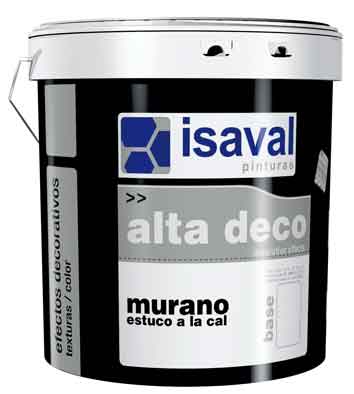 isaval
pinturas
>>
alta deco
murano
estuco a la cal
base
efectos decorativos
texturas / color